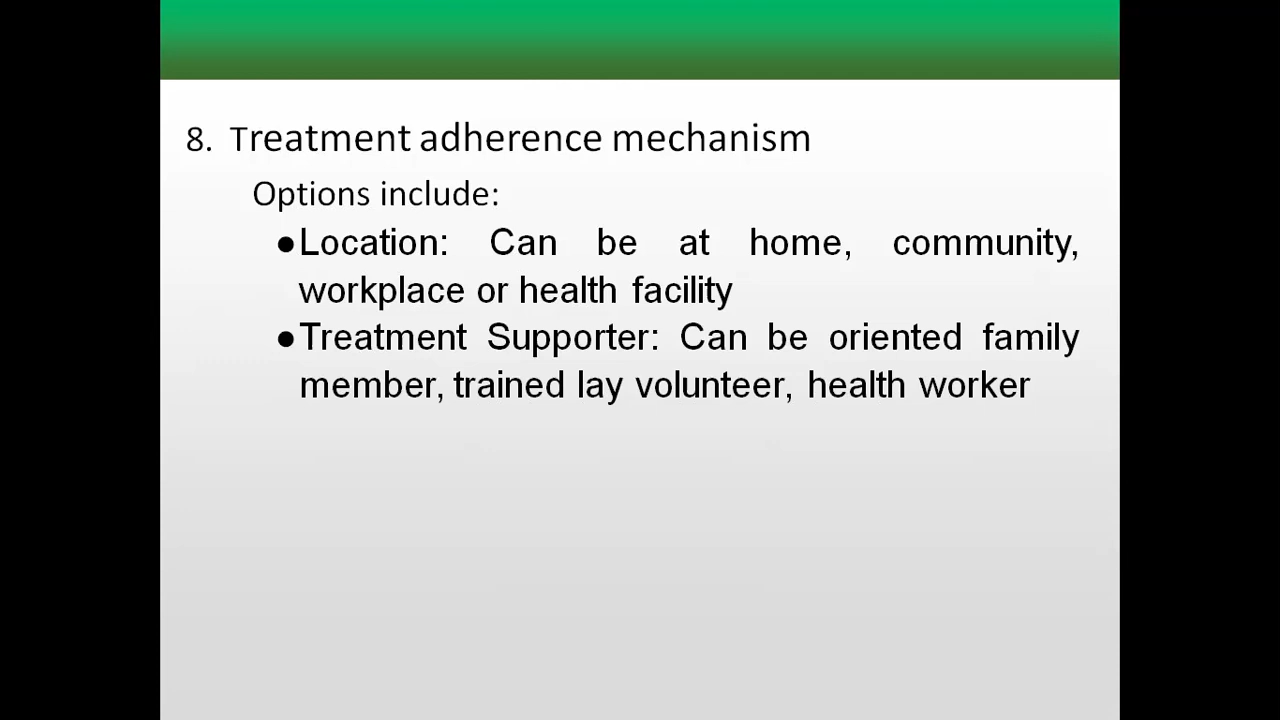 8. Treatment adherence mechanism
Options include:
●Location: Can be at home, community,
workplace or health facility
●Treatment Supporter: Can be oriented family
member, trained lay volunteer, health worker